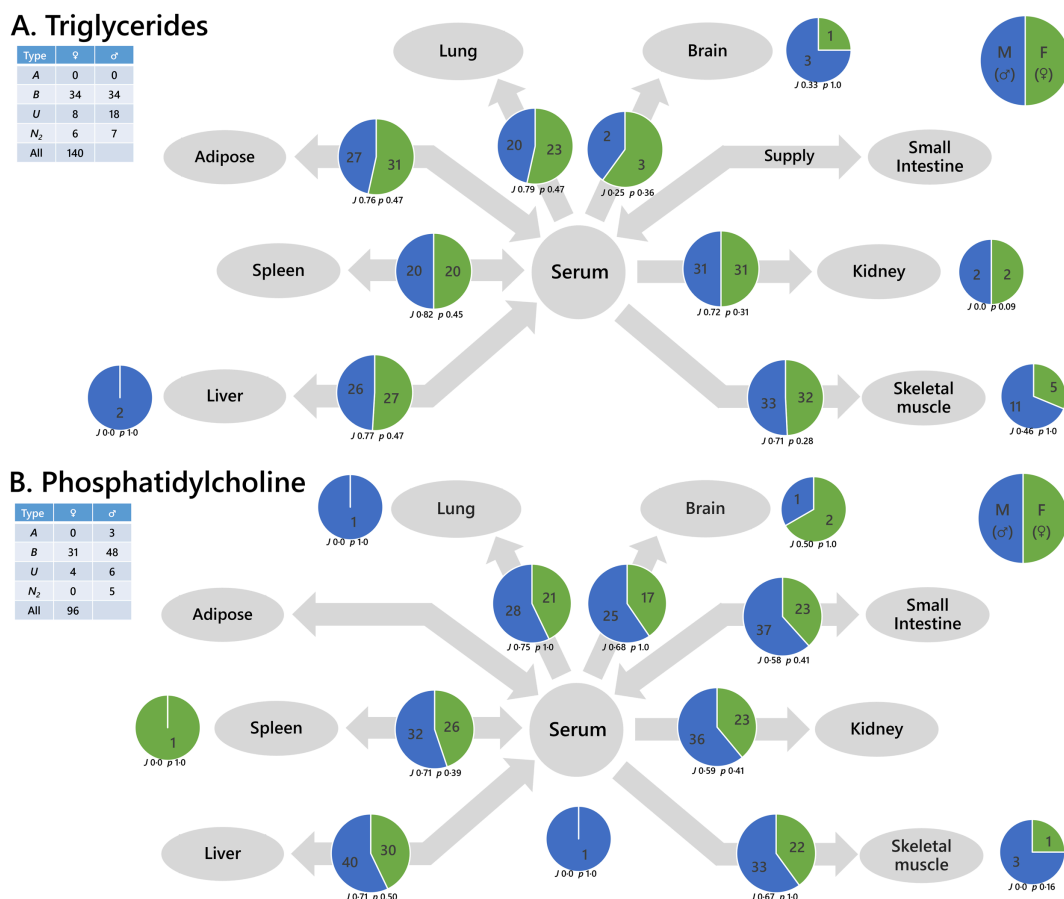 A. Triglycerides
Type ♀ ♂
A 0 0
B 34 34
U 8 18
N2 6 7
All 140
Lung
Brain
3 1
J 0.33 p 1.0
M
(♂)
F
(♀)
Adipose
27 31
J 0.76 p 0.47
20 23
J 0.79 p 0.47
2 3
J 0·25 p 0·36
Supply
Small
Intestine
Spleen
20 20
J 0·82 p 0.45
Serum
31 31
J 0.72 p 0·31
Kidney
2 2
J 0.0 p 0.09
2
J 0·0 p 1·0
Liver
26 27
J 0.77 p 0.47
33 32
J 0·71 p 0.28
Skeletal
muscle
11 5
J 0·46 p 1·0
B. Phosphatidylcholine
Type ♀ ♂
A 0 3
B 31 48
U 4 6
N2 0 5
All 96
1
J 0·0 p 1·0
Lung
Brain
1 2
J 0.50 p 1.0
M
(♂)
F
(♀)
Adipose
28 21
J 0·75 p 1·0
25 17
J 0·68 p 1.0
37 23
J 0·58 p 0.41
Small
Intestine
1
J 0·0 p 1·0
Spleen
32 26
J 0·71 p 0·39
Serum
36 23
J 0·59 p 0·41
Kidney
Liver
40 30
J 0·71 p 0.50
1
J 0·0 p 1·0
33 22
J 0·67 p 1·0
Skeletal
muscle
3 1
J 0·0 p 0·16